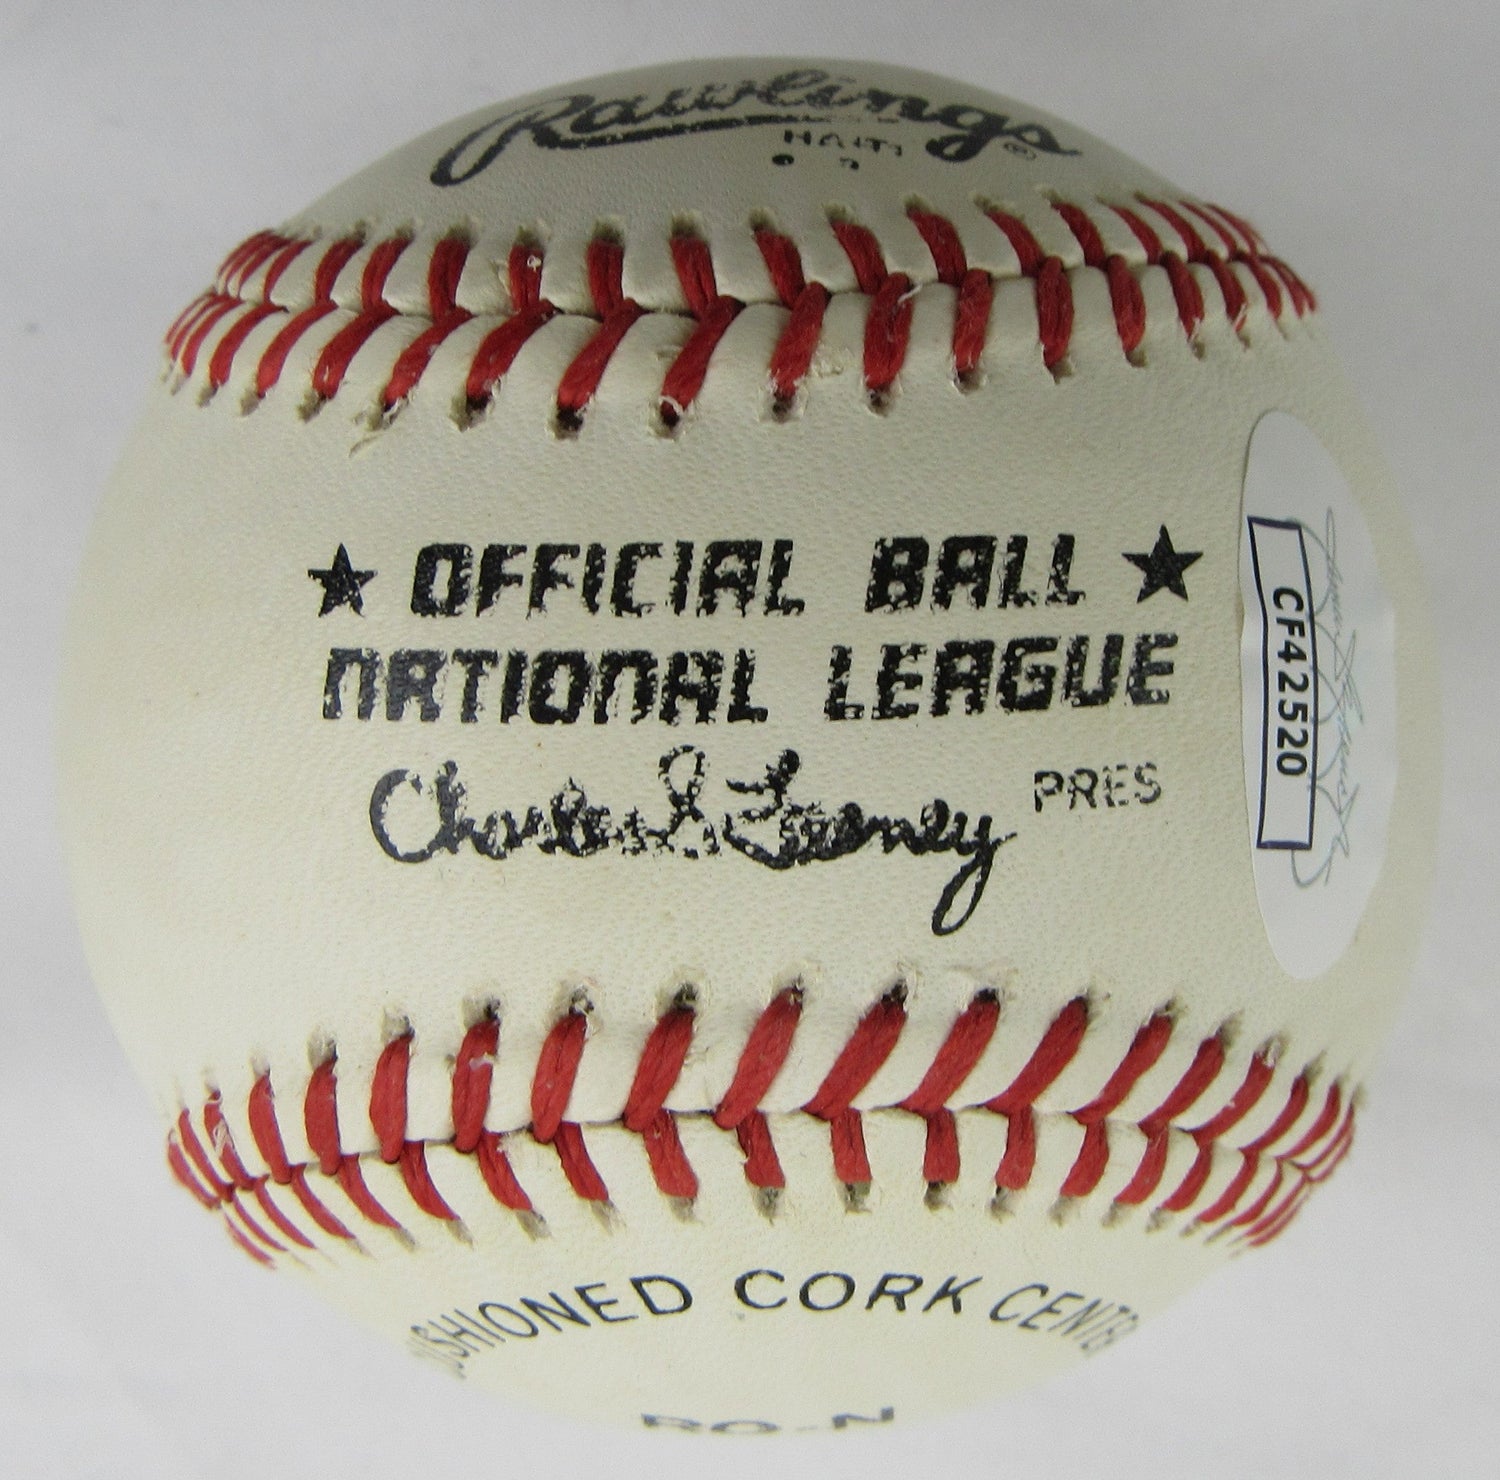 Rawlings ®
HAITI
★ OFFICIAL BALL ★
NATIONAL LEAGUE
Charles S. Feeney PRES
CF42520
CUSHIONED CORK CENTER
RO-N